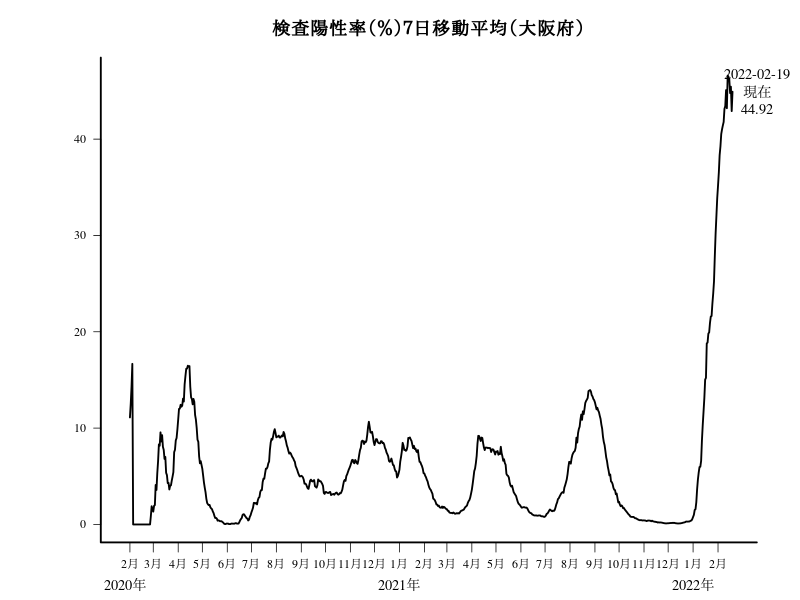 検査陽性率(%)7日移動平均(大阪府)
2022-02-19
現在
44.92
40
30
20
10
0
2月 3月 4月 5月 6月 7月 8月 9月 10月 11月 12月 1月 2月 3月 4月 5月 6月 7月 8月 9月 10月 11月 12月 1月 2月
2020年 2021年 2022年